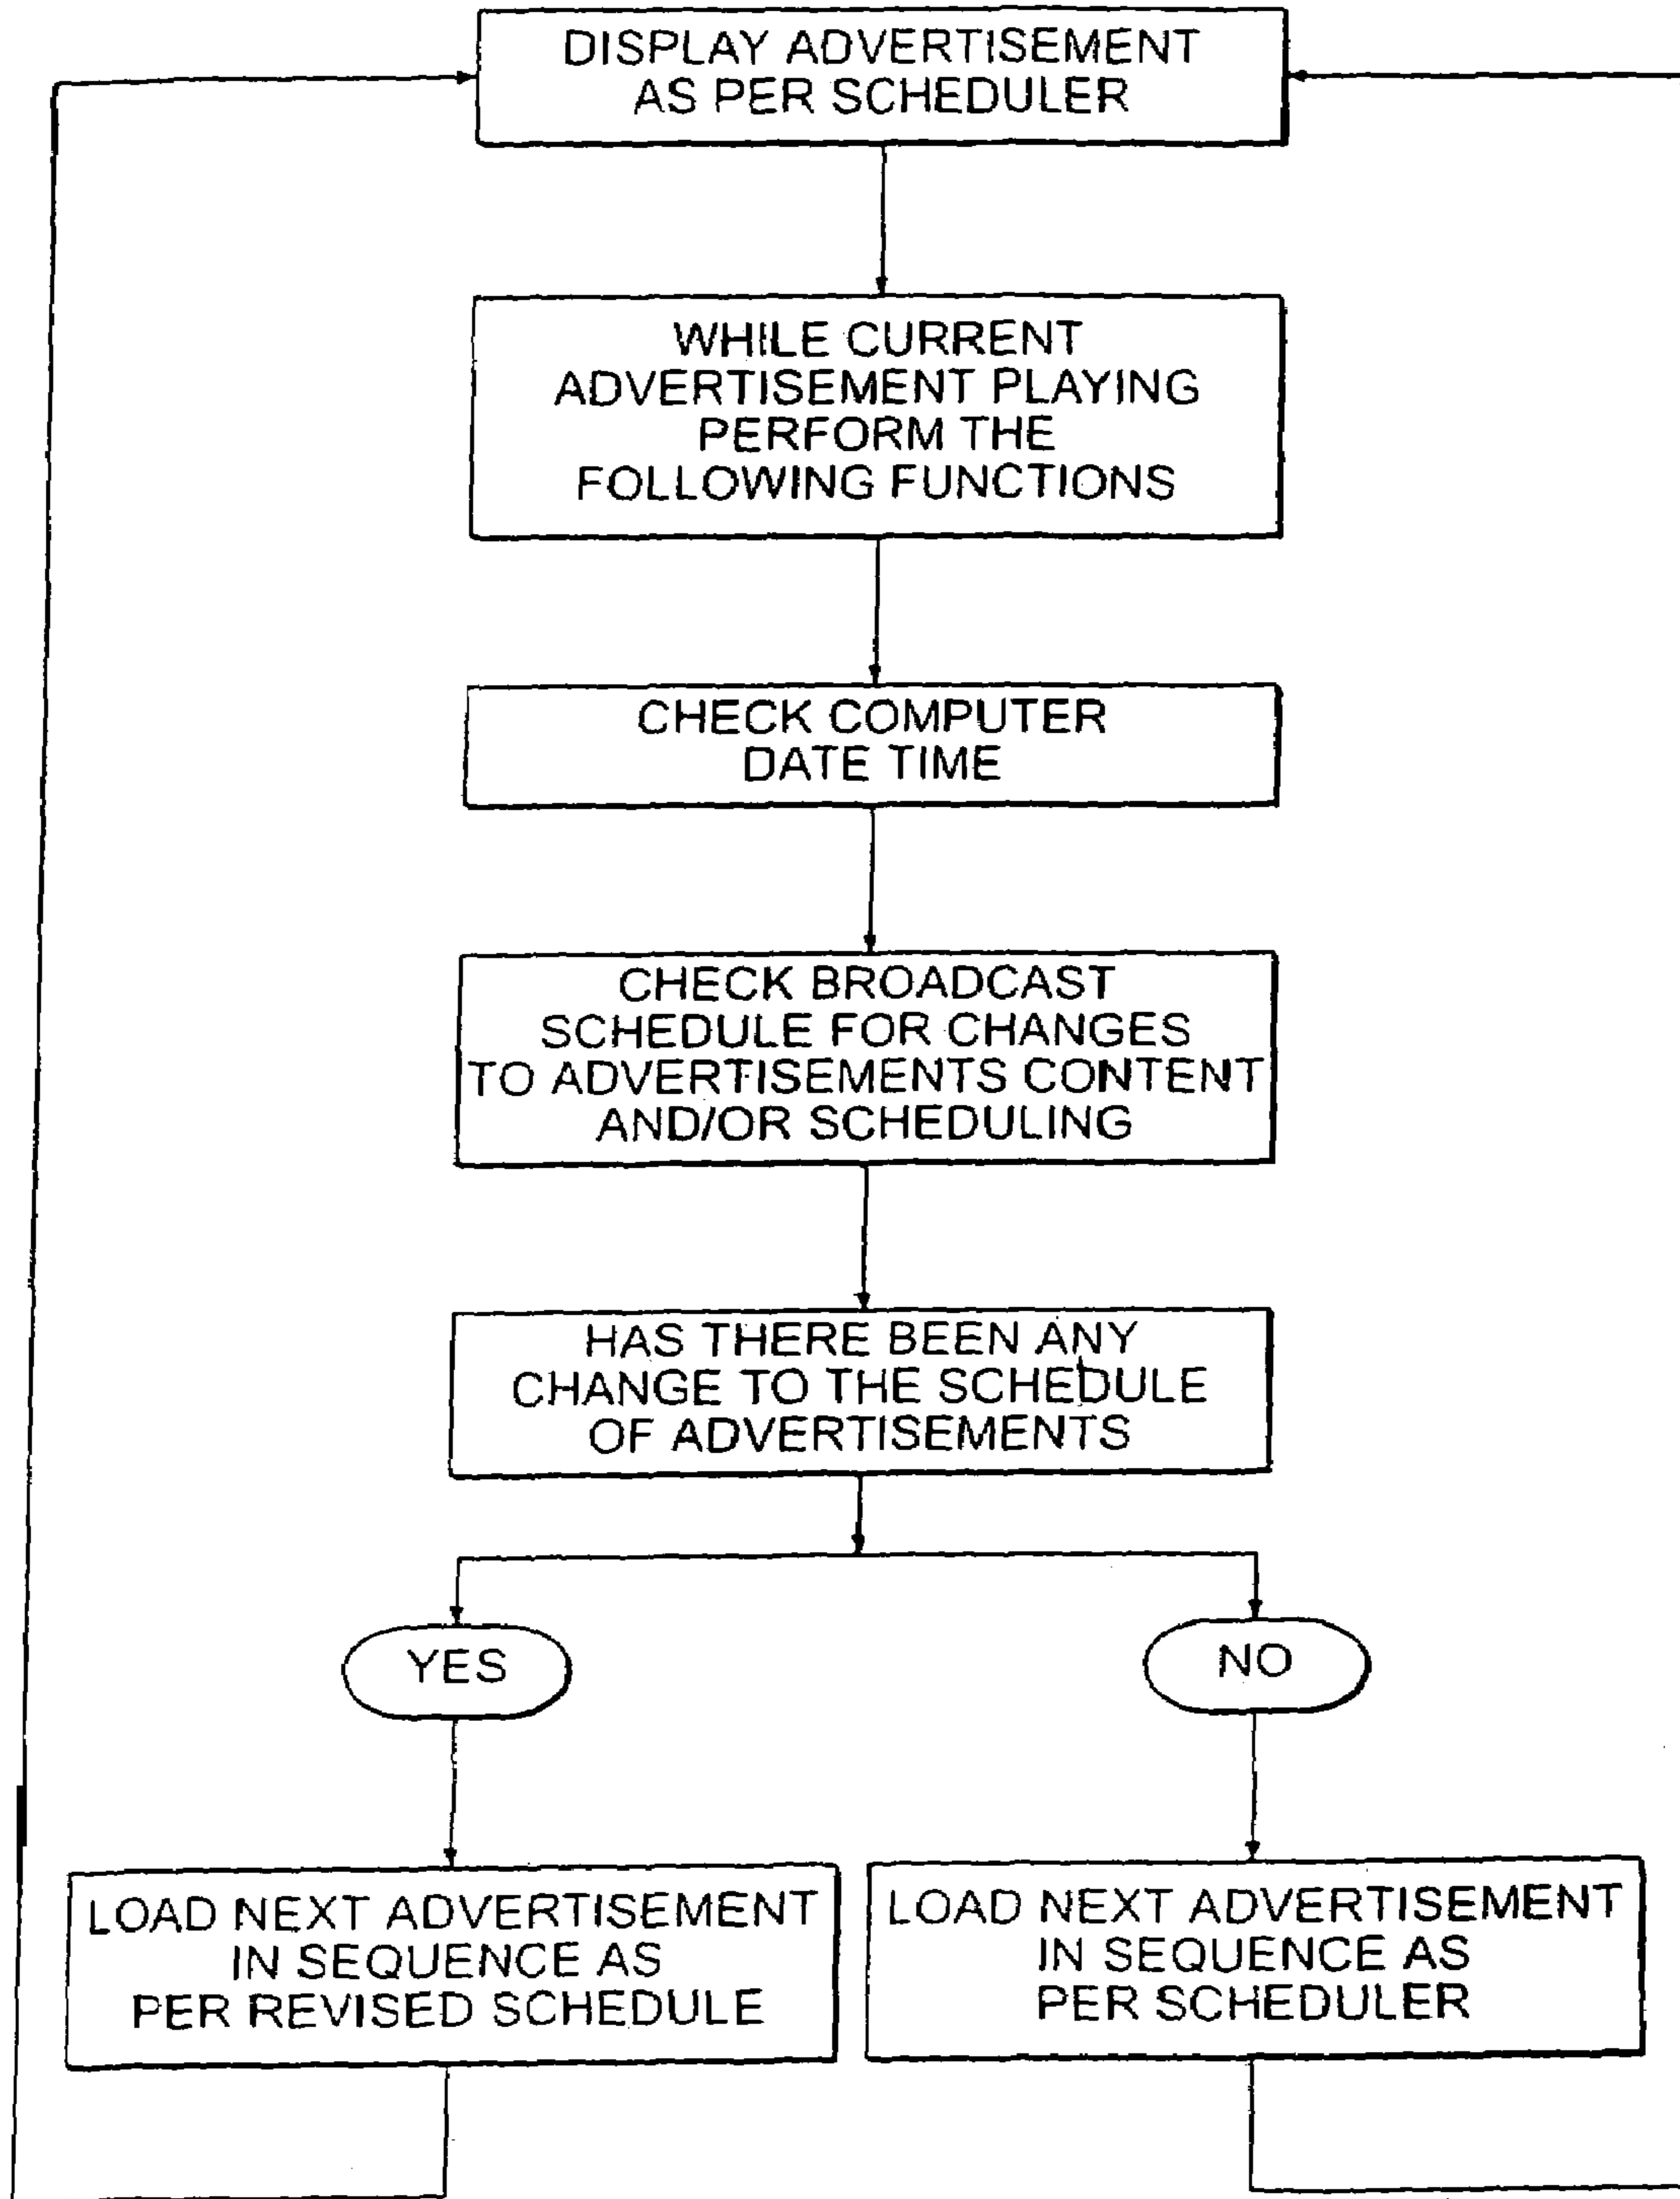 DISPLAY ADVERTISEMENT
AS PER SCHEDULER
WHILE CURRENT
ADVERTISEMENT PLAYING
PERFORM THE
FOLLOWING FUNCTIONS
CHECK COMPUTER
DATE TIME
CHECK BROADCAST
SCHEDULE FOR CHANGES
TO ADVERTISEMENTS CONTENT
AND/OR SCHEDULING
HAS THERE BEEN ANY
CHANGE TO THE SCHEDULE
OF ADVERTISEMENTS
YES
NO
LOAD NEXT ADVERTISEMENT
IN SEQUENCE AS
PER REVISED SCHEDULE
LOAD NEXT ADVERTISEMENT
IN SEQUENCE AS
PER SCHEDULER